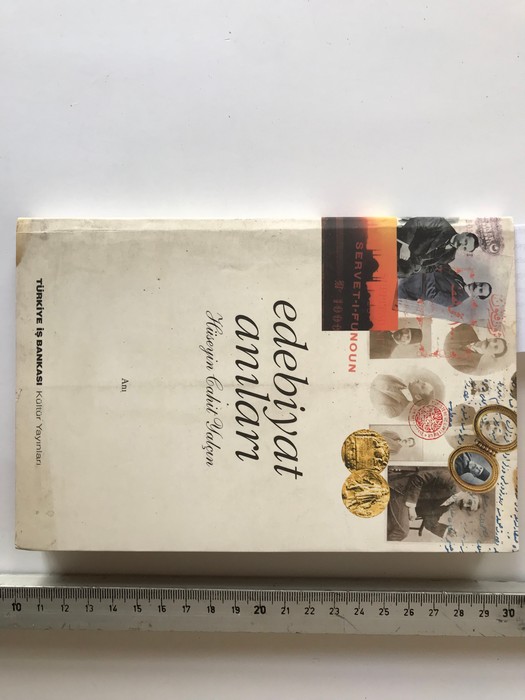 SERVET-I-FUNOUN
edebiyat
anıları
Hüseyin Cahit Yalçın
Anı
TÜRKİYE İŞ BANKASI Kültür Yayınları
10 11 12 13 14 15 16 17 18 19 20 21 22 23 24 25 26 27 28 29 30